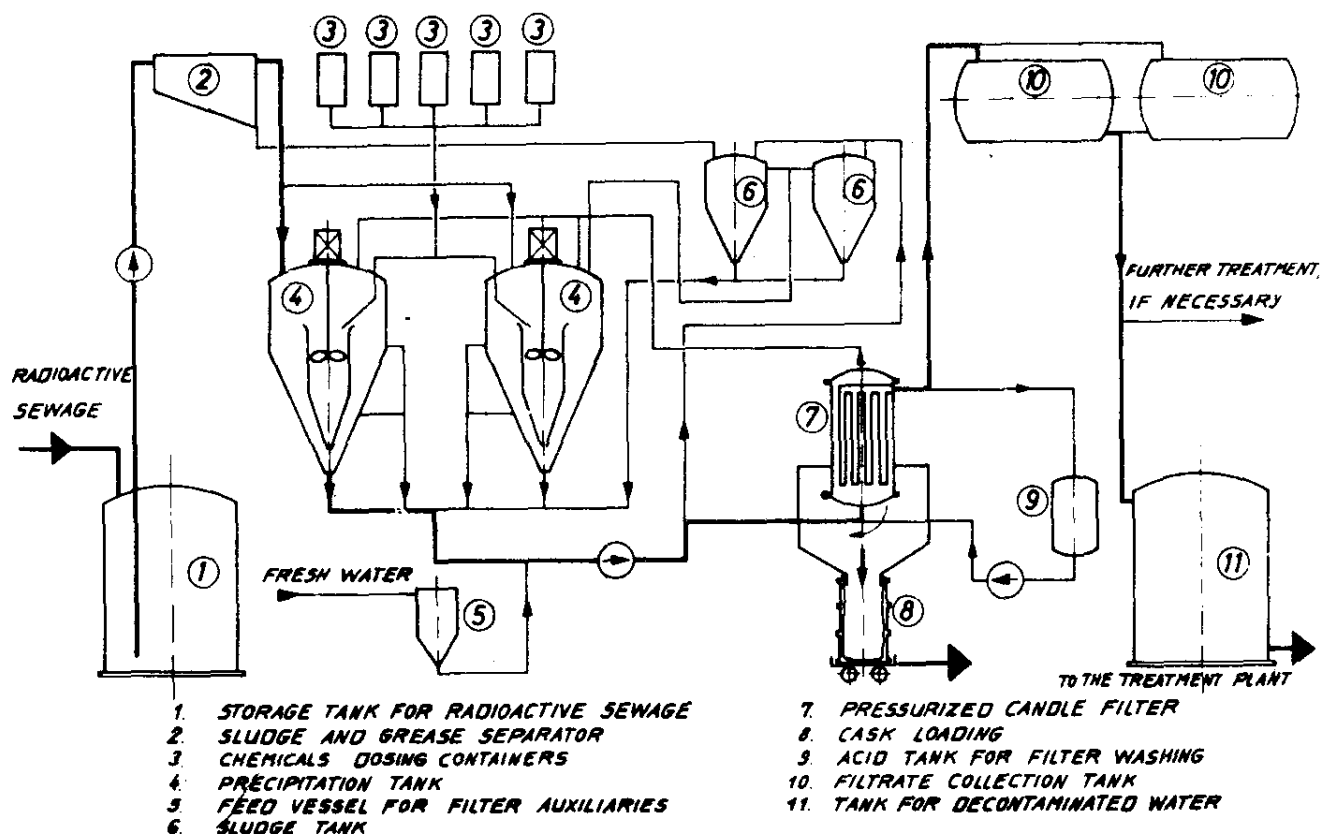 3 3 3 3 3
2
10 10
6 6
FURTHER TREATMENT,
IF NECESSARY
4 4
RADIOACTIVE
SEWAGE
7
9
1
11
FRESH WATER
5
8
TO THE TREATMENT PLANT
1. STORAGE TANK FOR RADIOACTIVE SEWAGE
2. SLUDGE AND GREASE SEPARATOR
3 CHEMICALS DOSING CONTAINERS
4. PRECIPITATION TANK
5 FEED VESSEL FOR FILTER AUXILIARIES
6. SLUDGE TANK
7. PRESSURIZED CANDLE FILTER
8 CASK LOADING
9. ACID TANK FOR FILTER WASHING
10. FILTRATE COLLECTION TANK
11. TANK FOR DECONTAMINATED WATER